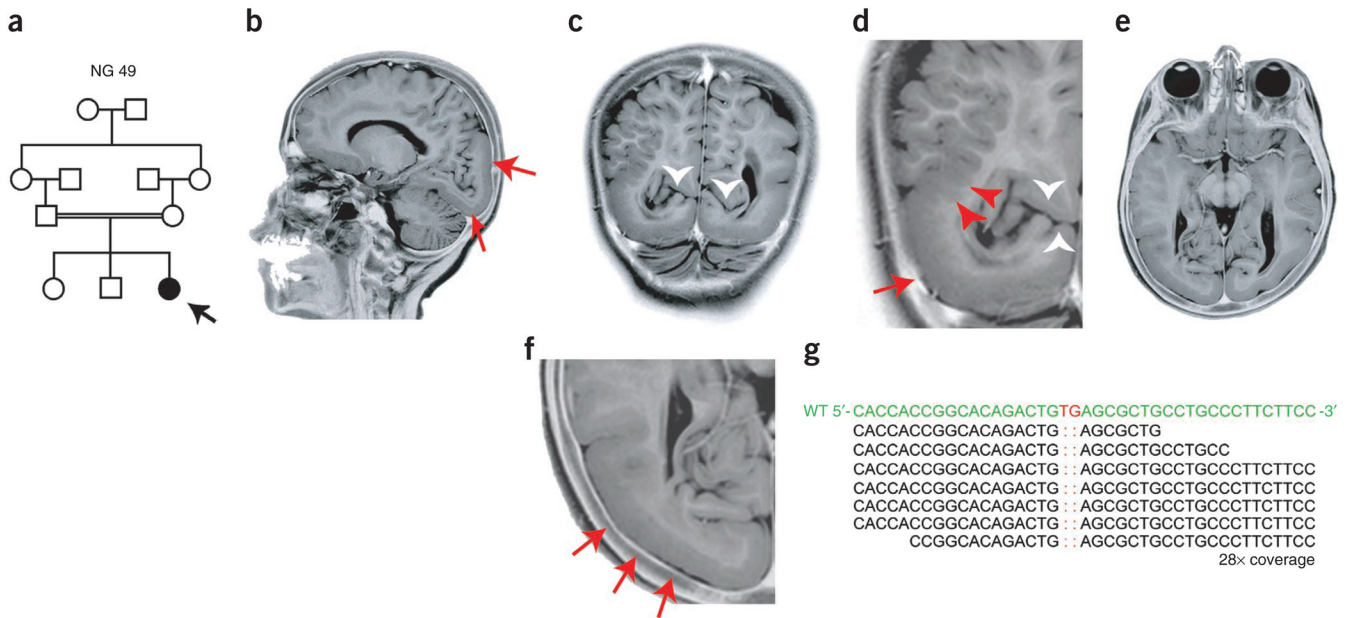 a
b
c
d
e
NG 49
f
g
WT 5′- CACCACCGGCACAGACTGTGAGCGCTGCCTGCCCTTCTTCC -3′
CACCACCGGCACAGACTG : : AGCGCTG
CACCACCGGCACAGACTG : : AGCGCTGCCTGCC
CACCACCGGCACAGACTG : : AGCGCTGCCTGCCCTTCTTCC
CACCACCGGCACAGACTG : : AGCGCTGCCTGCCCTTCTTCC
CACCACCGGCACAGACTG : : AGCGCTGCCTGCCCTTCTTCC
CACCACCGGCACAGACTG : : AGCGCTGCCTGCCCTTCTTCC
CCGGCACAGACTG : : AGCGCTGCCTGCCCTTCTTCC
28× coverage